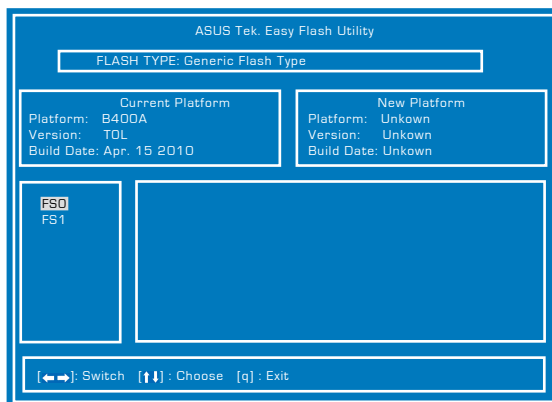 ASUS Tek. Easy Flash Utility
FLASH TYPE: Generic Flash Type
Current Platform
Platform: B400A
Version: TOL
Build Date: Apr. 15 2010
New Platform
Platform: Unkown
Version: Unkown
Build Date: Unkown
FS0
FS1
[←→]: Switch [↑↓] : Choose [q] : Exit